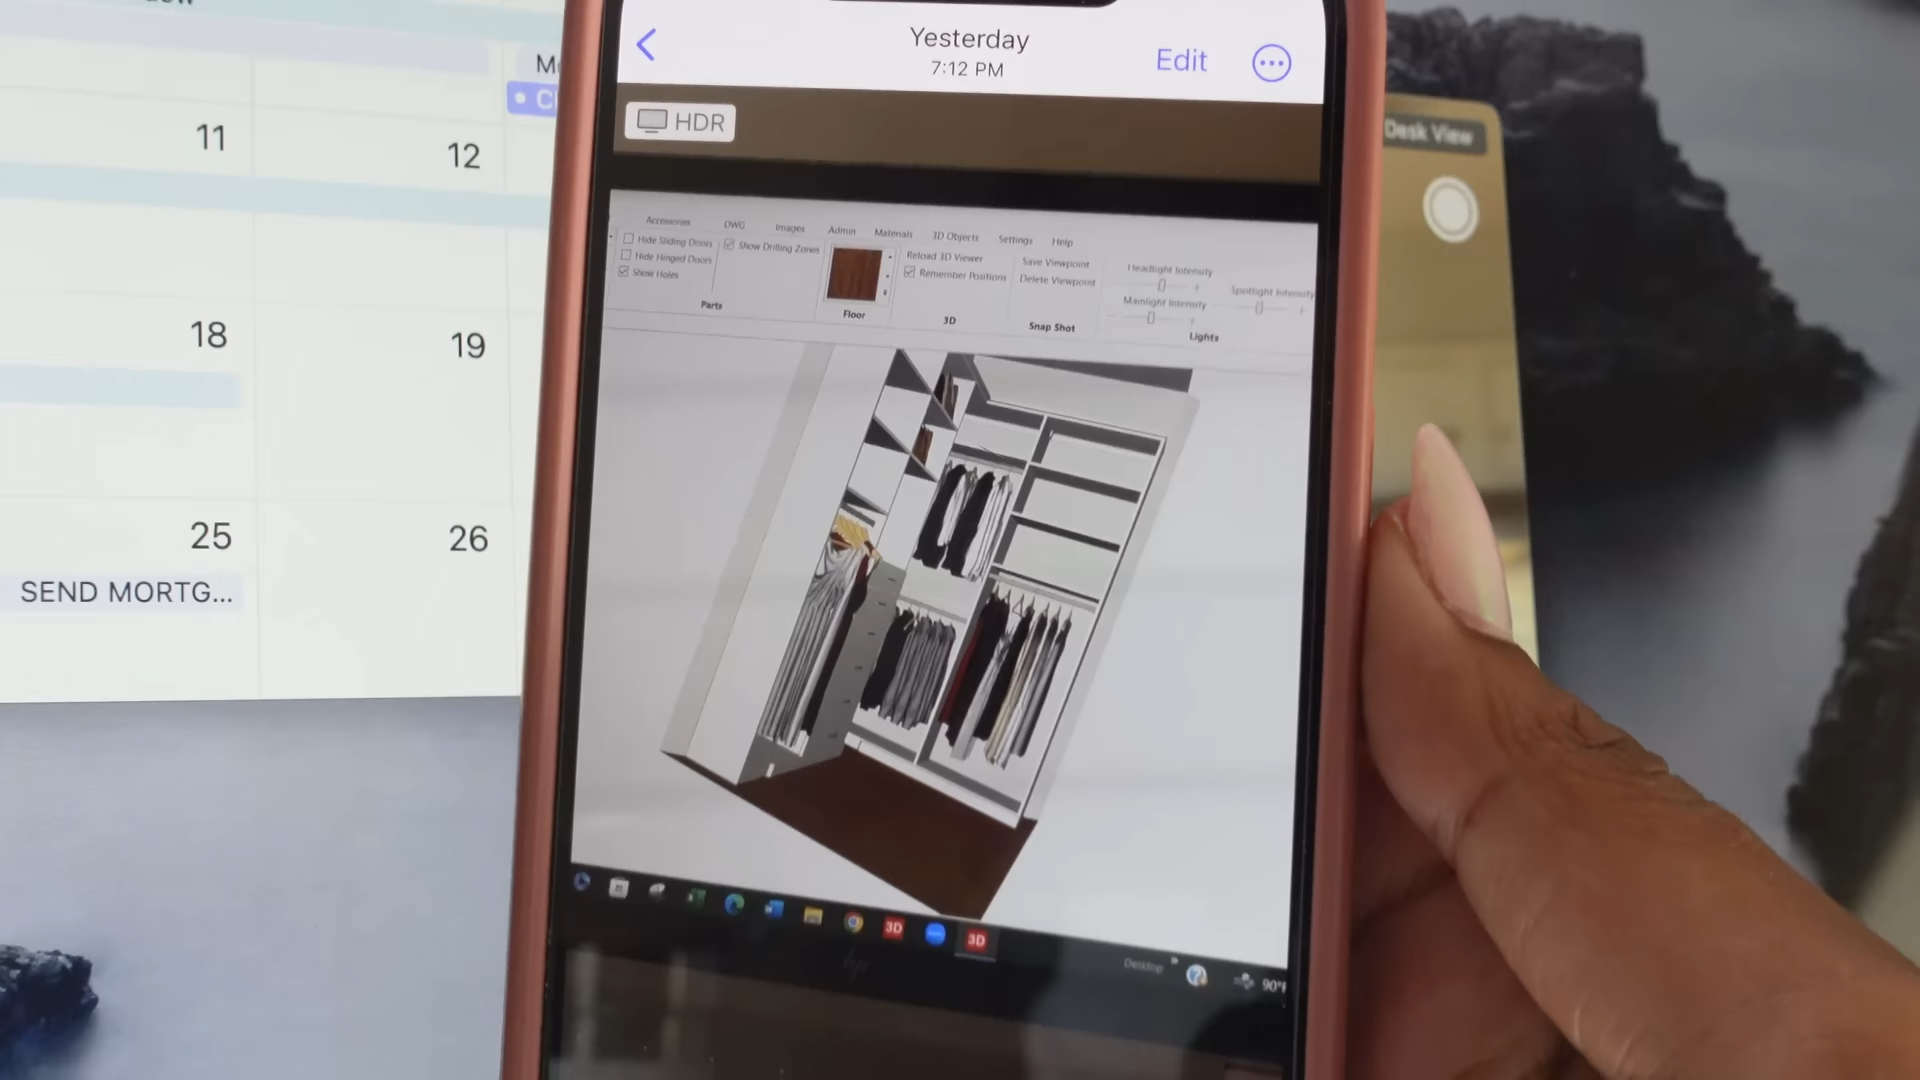 Yesterday
7:12 PM
Edit
HDR
Desk View
11
12
18
19
25
26
SEND MORTG...
Accessories DWG Images Admin Materials 3D Objects Settings Help
Hide Sliding Doors
Hide Hinged Doors
Show Holes
Show Drilling Zones
Parts
Floor
Reload 3D Viewer
Remember Positions
3D
Save Viewpoint
Delete Viewpoint
Snap Shot
Headlight Intensity
Mainlight Intensity
Spotlight Intensity
Lights
3D
3D
Desktop
90°F
hp